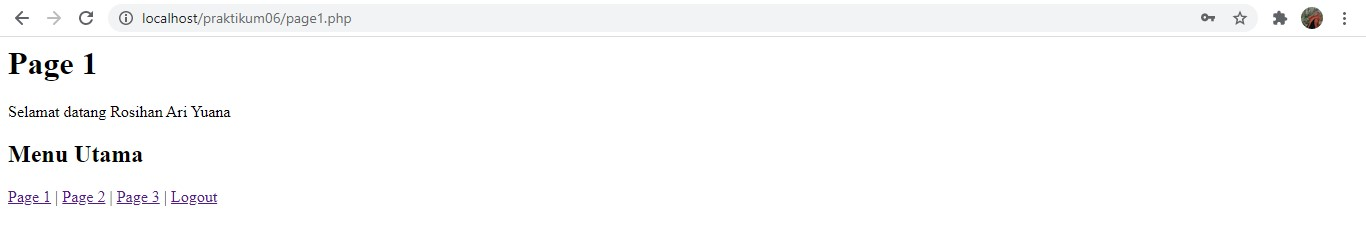 localhost/praktikum06/page1.php
Page 1
Selamat datang Rosihan Ari Yuana
Menu Utama
Page 1 | Page 2 | Page 3 | Logout